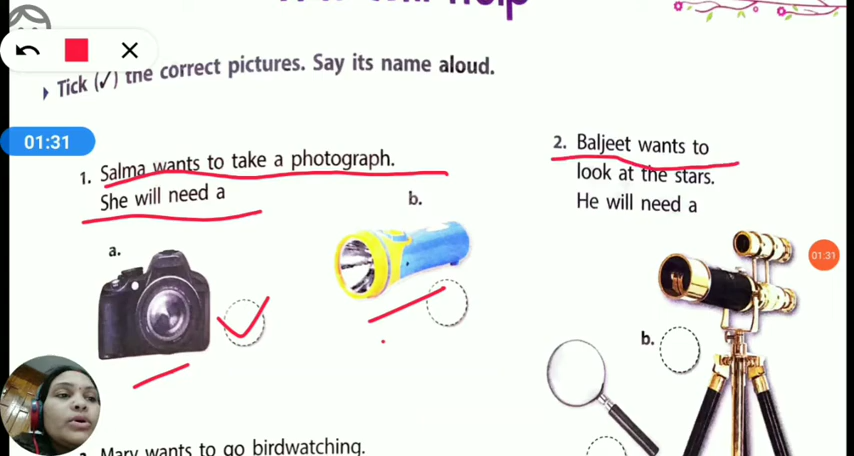 help
Tick (✓) the correct pictures. Say its name aloud.
01:31
1. Salma wants to take a photograph.
She will need a
a.
b.
2. Baljeet wants to
look at the stars.
He will need a
b.
01:31
Mary wants to go birdwatching.